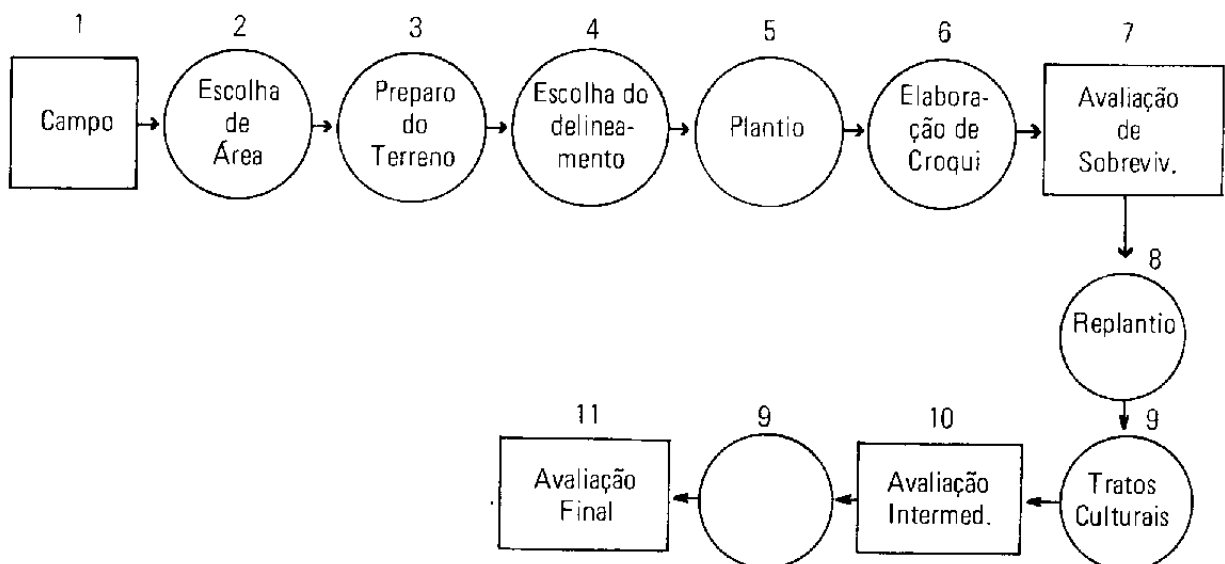 1
2
3
4
5
6
7
Campo
Escolha
de
Área
Preparo
do
Terreno
Escolha do
delinea-
mento
Plantio
Elabora-
ção de
Croqui
Avaliação
de
Sobreviv.
8
Replantio
9
Tratos
Culturais
10
Avaliação
Intermed.
9
11
Avaliação
Final